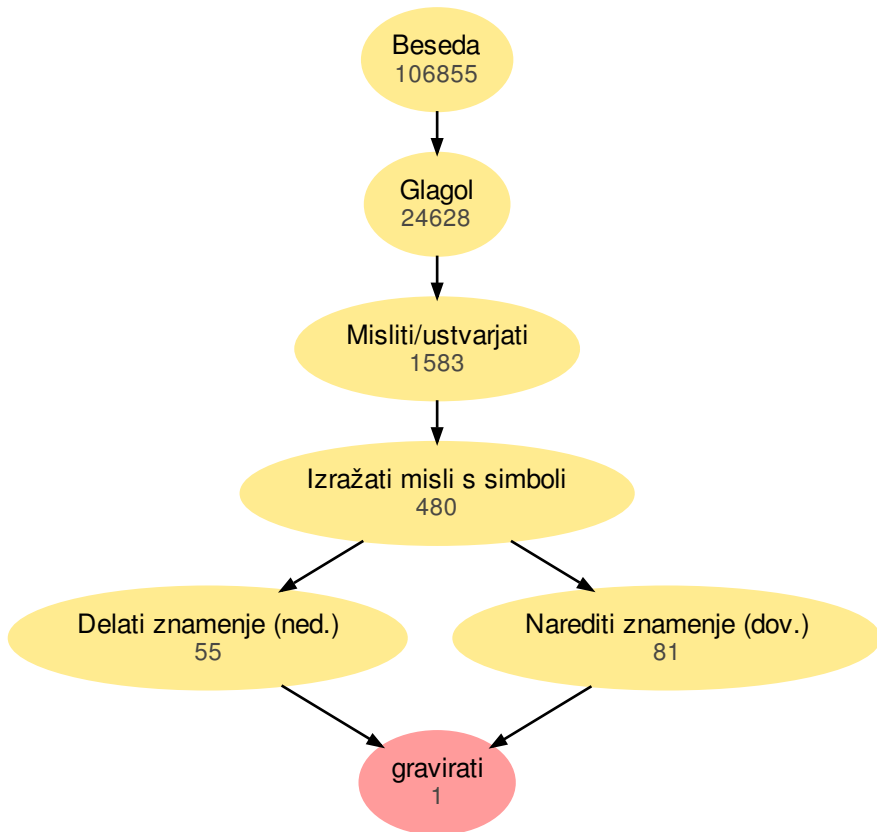 Beseda
106855
Glagol
24628
Misliti/ustvarjati
1583
Izražati misli s simboli
480
Delati znamenje (ned.)
55
Narediti znamenje (dov.)
81
gravirati
1